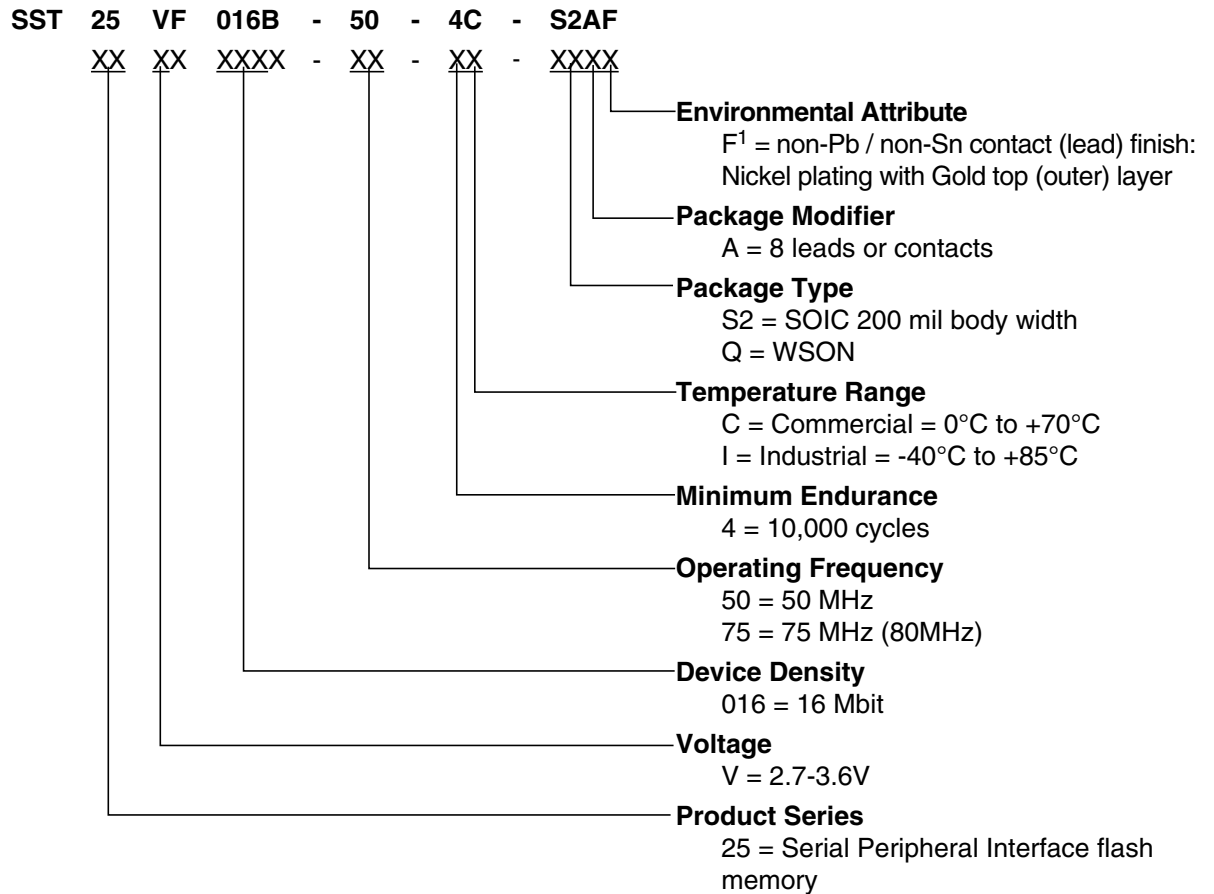 SST 25 VF 016B - 50 - 4C - S2AF
XX XX XXXX - XX - XX - XXXX
Environmental Attribute
F1 = non-Pb / non-Sn contact (lead) finish:
Nickel plating with Gold top (outer) layer
Package Modifier
A = 8 leads or contacts
Package Type
S2 = SOIC 200 mil body width
Q = WSON
Temperature Range
C = Commercial = 0°C to +70°C
I = Industrial = -40°C to +85°C
Minimum Endurance
4 = 10,000 cycles
Operating Frequency
50 = 50 MHz
75 = 75 MHz (80MHz)
Device Density
016 = 16 Mbit
Voltage
V = 2.7-3.6V
Product Series
25 = Serial Peripheral Interface flash
memory